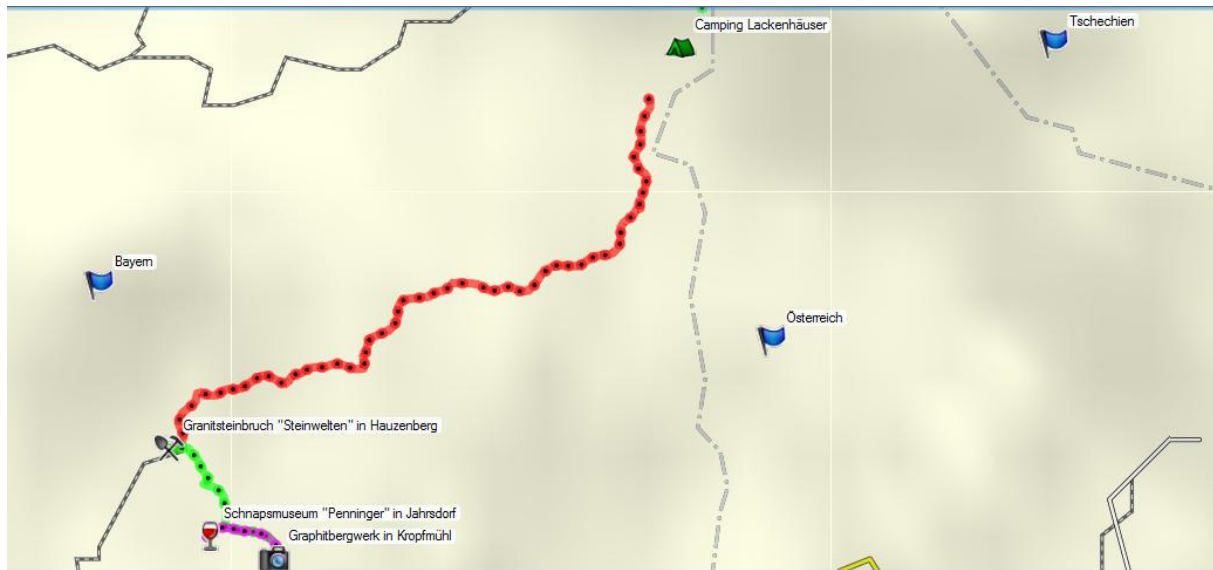 Camping Lackenhäuser
Tschechien
Bayern
Österreich
Granitsteinbruch "Steinwelten" in Hauzenberg
Schnapsmuseum "Penninger" in Jahrsdorf
Graphitbergwerk in Kropfmühl